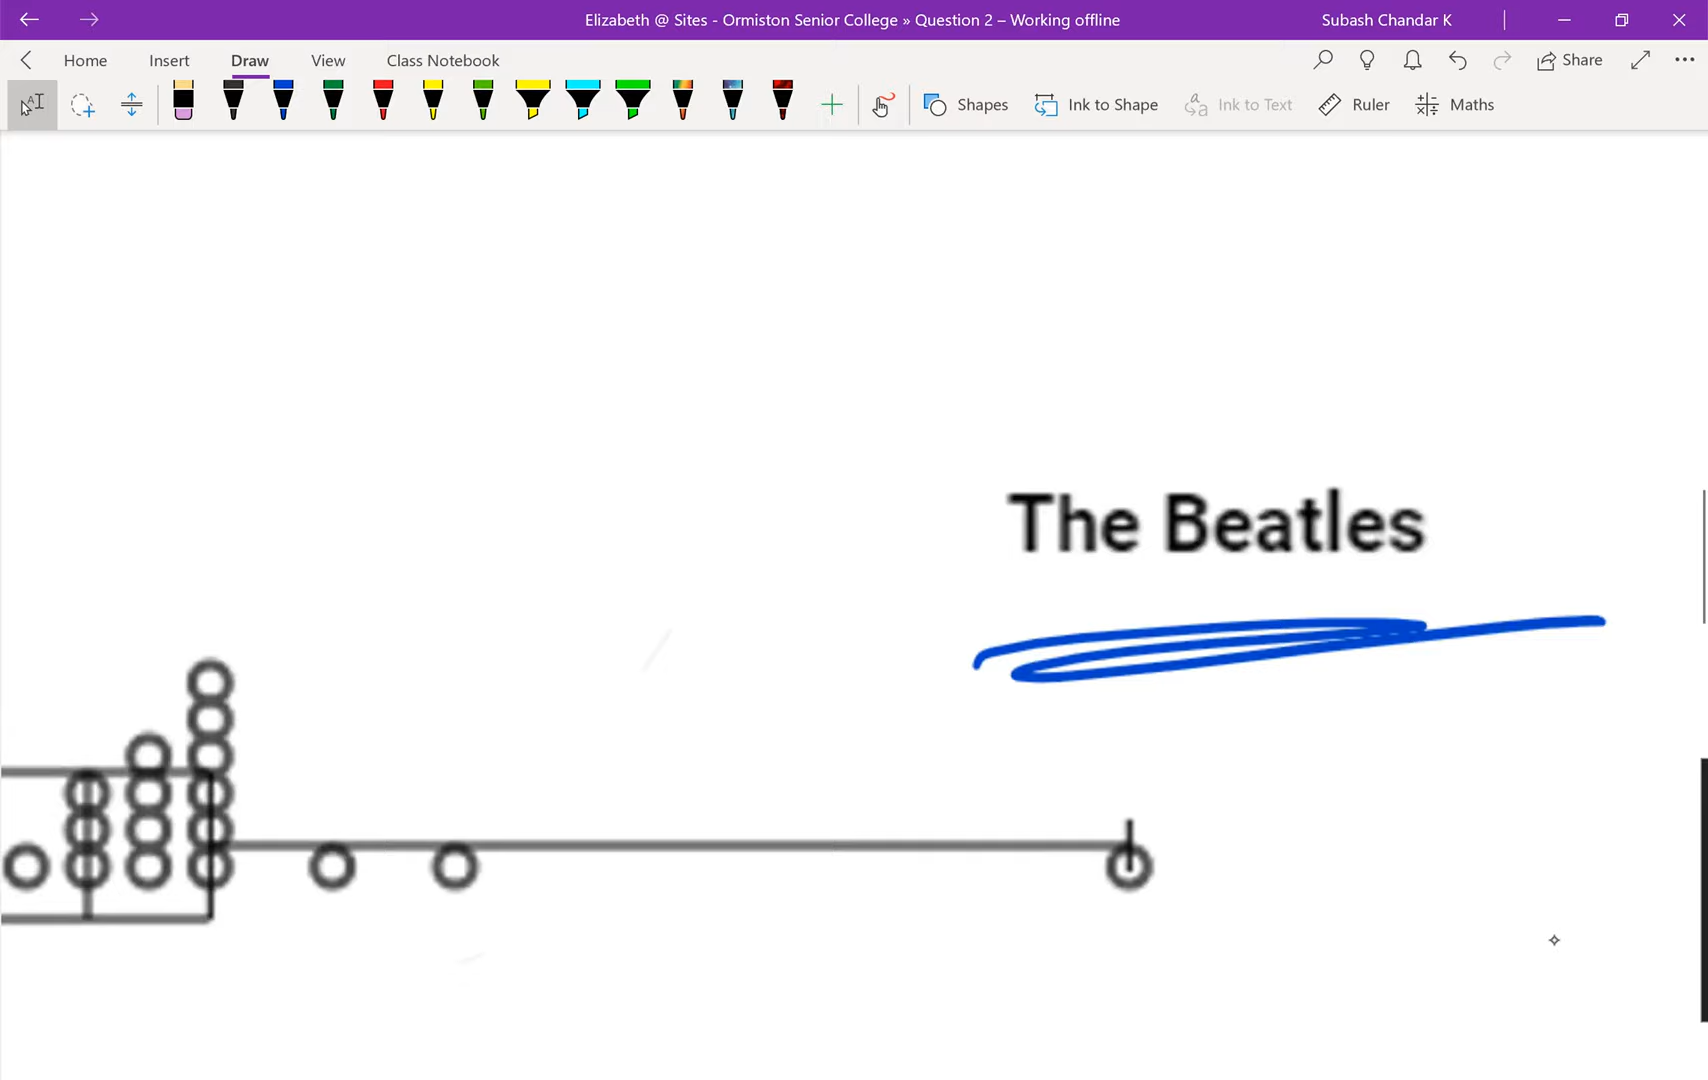 Elizabeth @ Sites - Ormiston Senior College » Question 2 – Working offline
Subash Chandar K
Home
Insert
Draw
View
Class Notebook
Share
Shapes
Ink to Shape
Ink to Text
Ruler
Maths
The Beatles